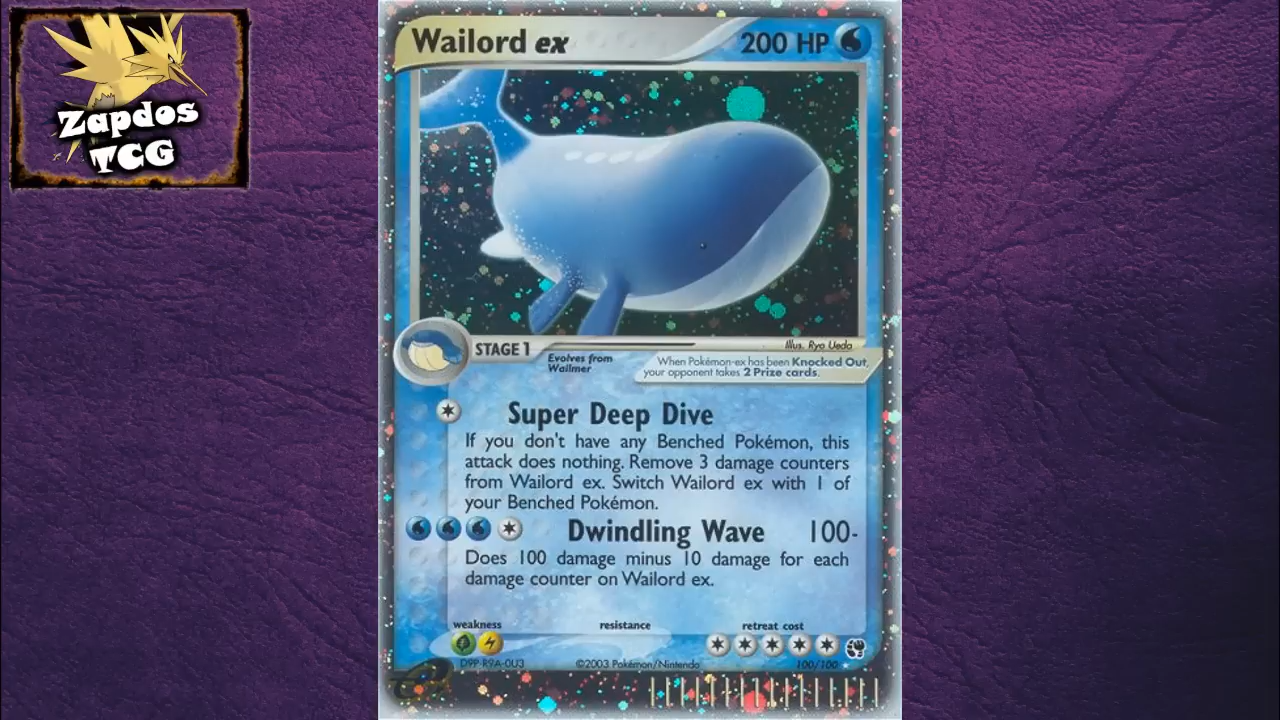 Zapdos
TCG
Wailord ex
200 HP
Illus. Ryo Ueda
STAGE 1
Evolves from
Wailmer
When Pokémon-ex has been Knocked Out,
your opponent takes 2 Prize cards.
Super Deep Dive
If you don't have any Benched Pokémon, this
attack does nothing. Remove 3 damage counters
from Wailord ex. Switch Wailord ex with 1 of
your Benched Pokémon.
Dwindling Wave 100-
Does 100 damage minus 10 damage for each
damage counter on Wailord ex.
weakness resistance retreat cost
D9P-R9A-0U3 ©2003 Pokémon/Nintendo 100/100